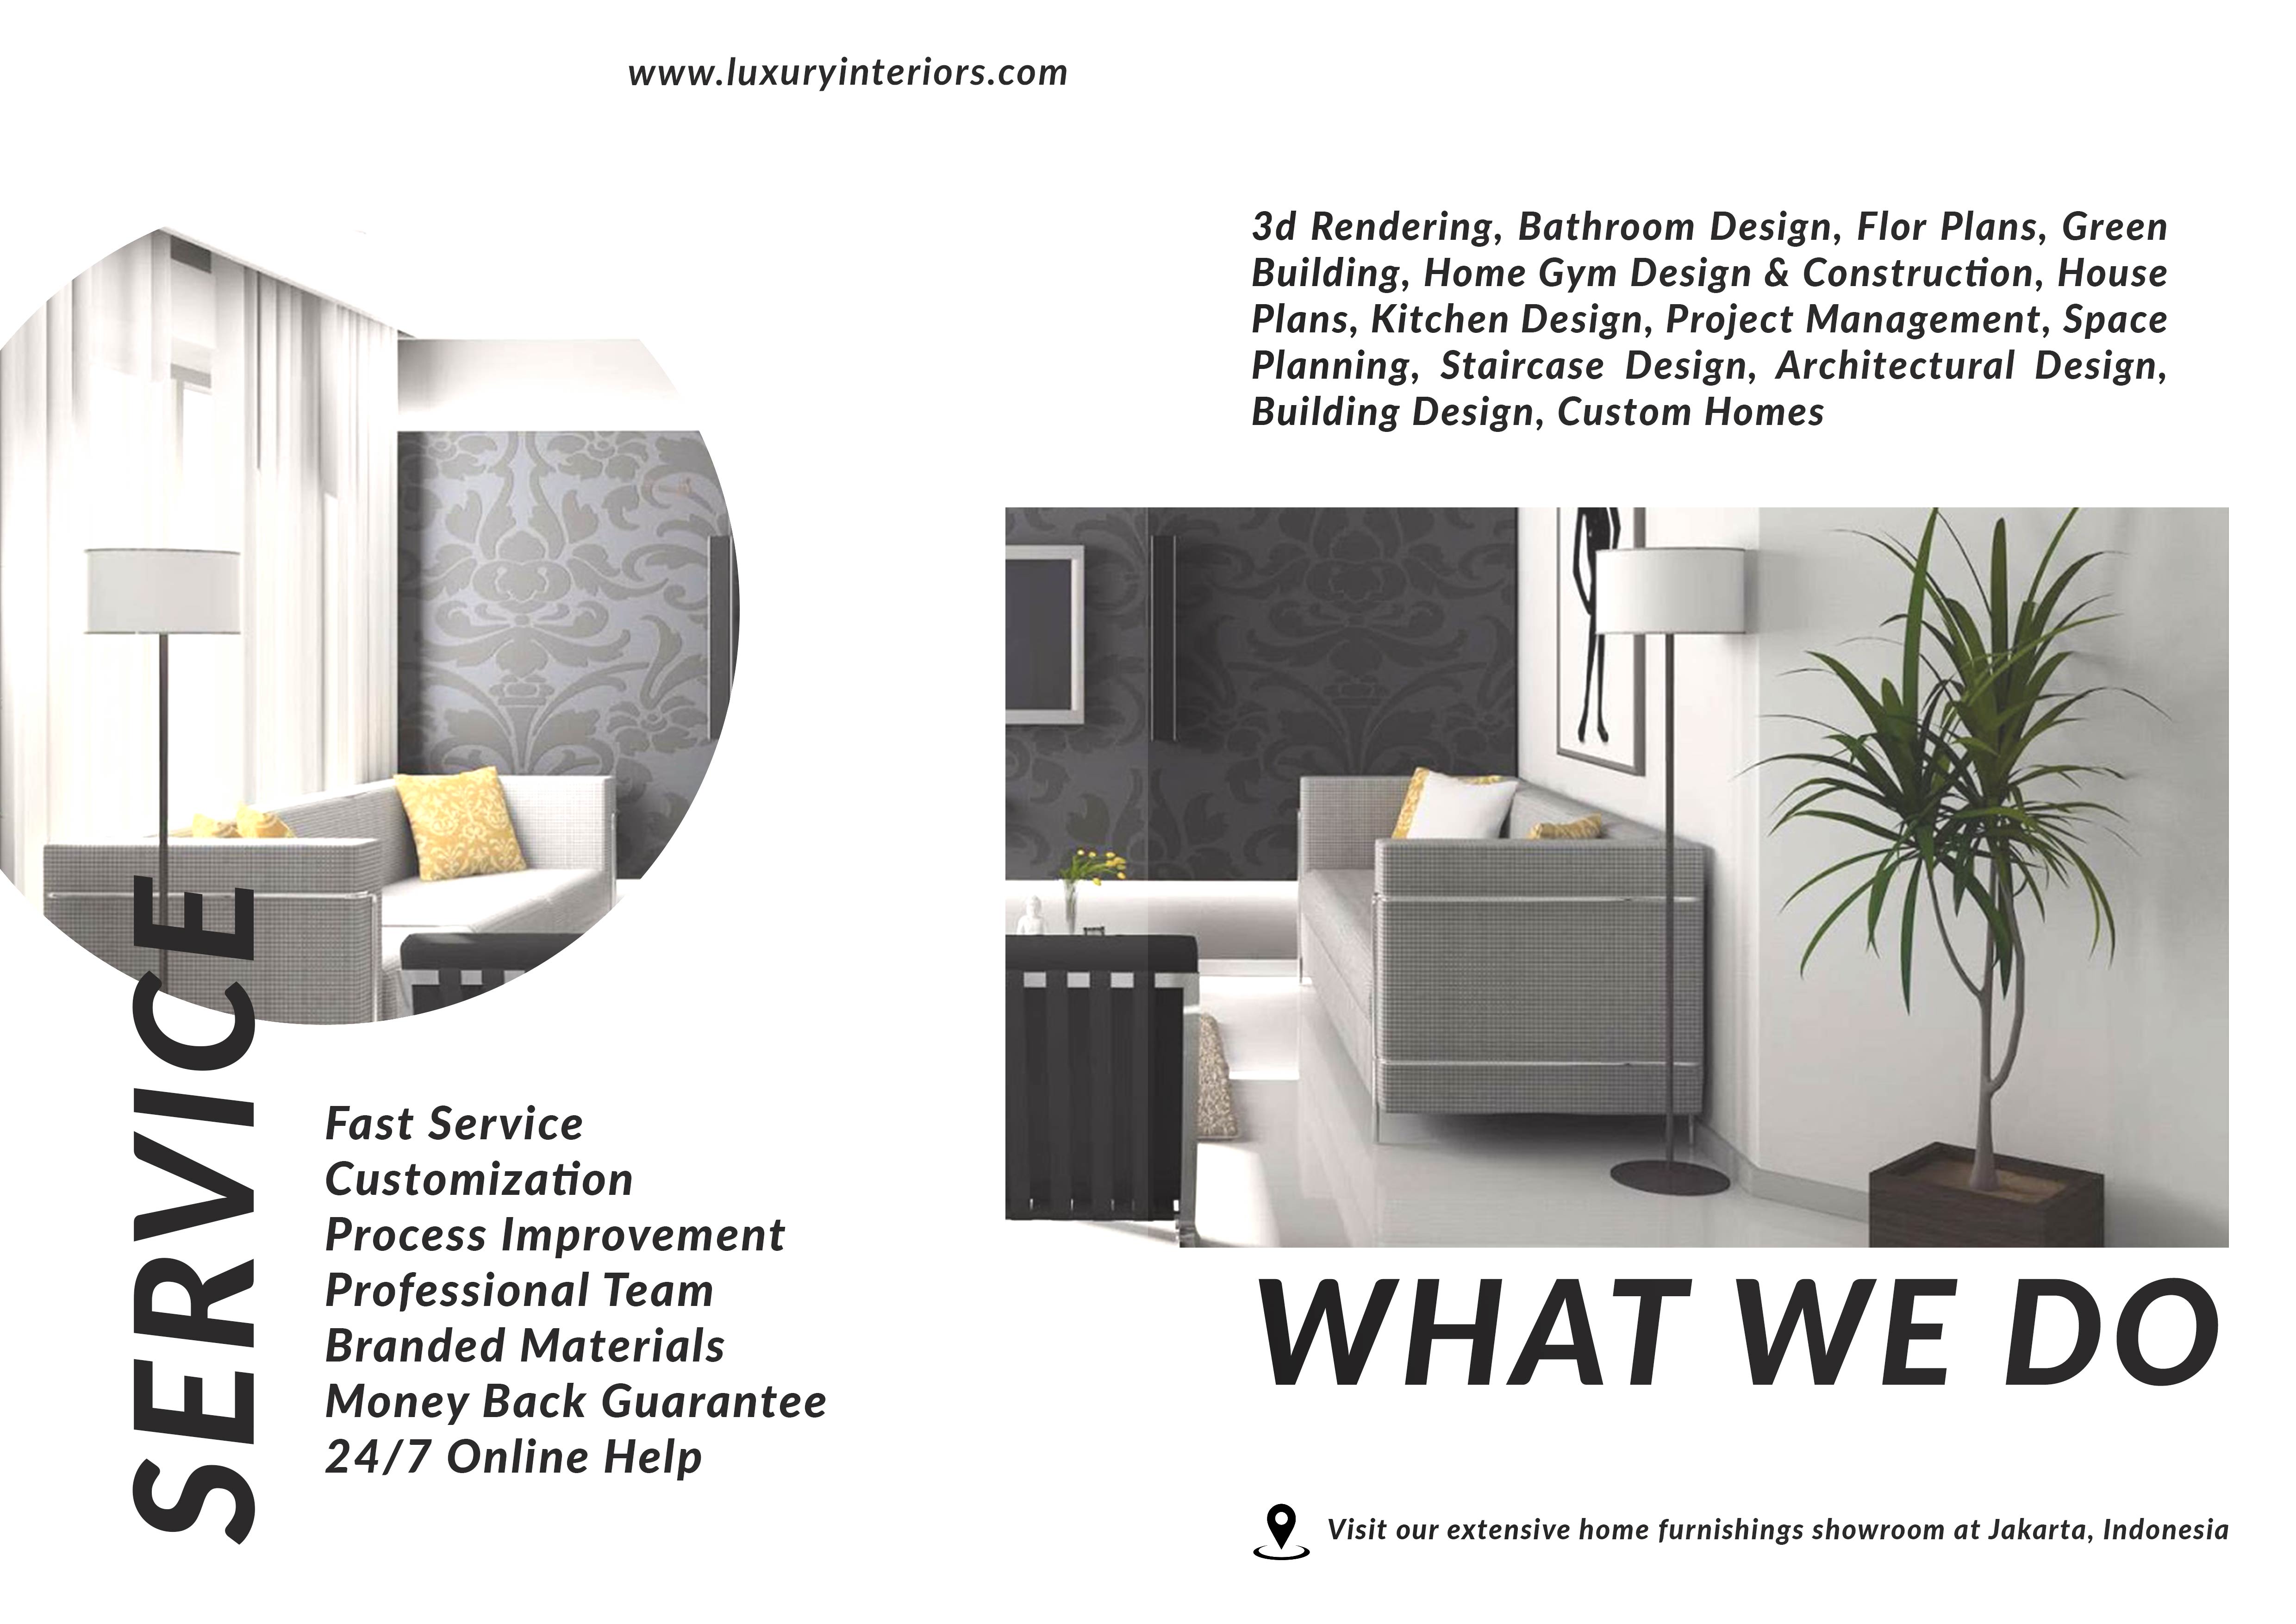 www.luxuryinteriors.com
SERVICE
Fast Service
Customization
Process Improvement
Professional Team
Branded Materials
Money Back Guarantee
24/7 Online Help
3d Rendering, Bathroom Design, Flor Plans, Green
Building, Home Gym Design & Construction, House
Plans, Kitchen Design, Project Management, Space
Planning, Staircase Design, Architectural Design,
Building Design, Custom Homes
WHAT WE DO
Visit our extensive home furnishings showroom at Jakarta, Indonesia